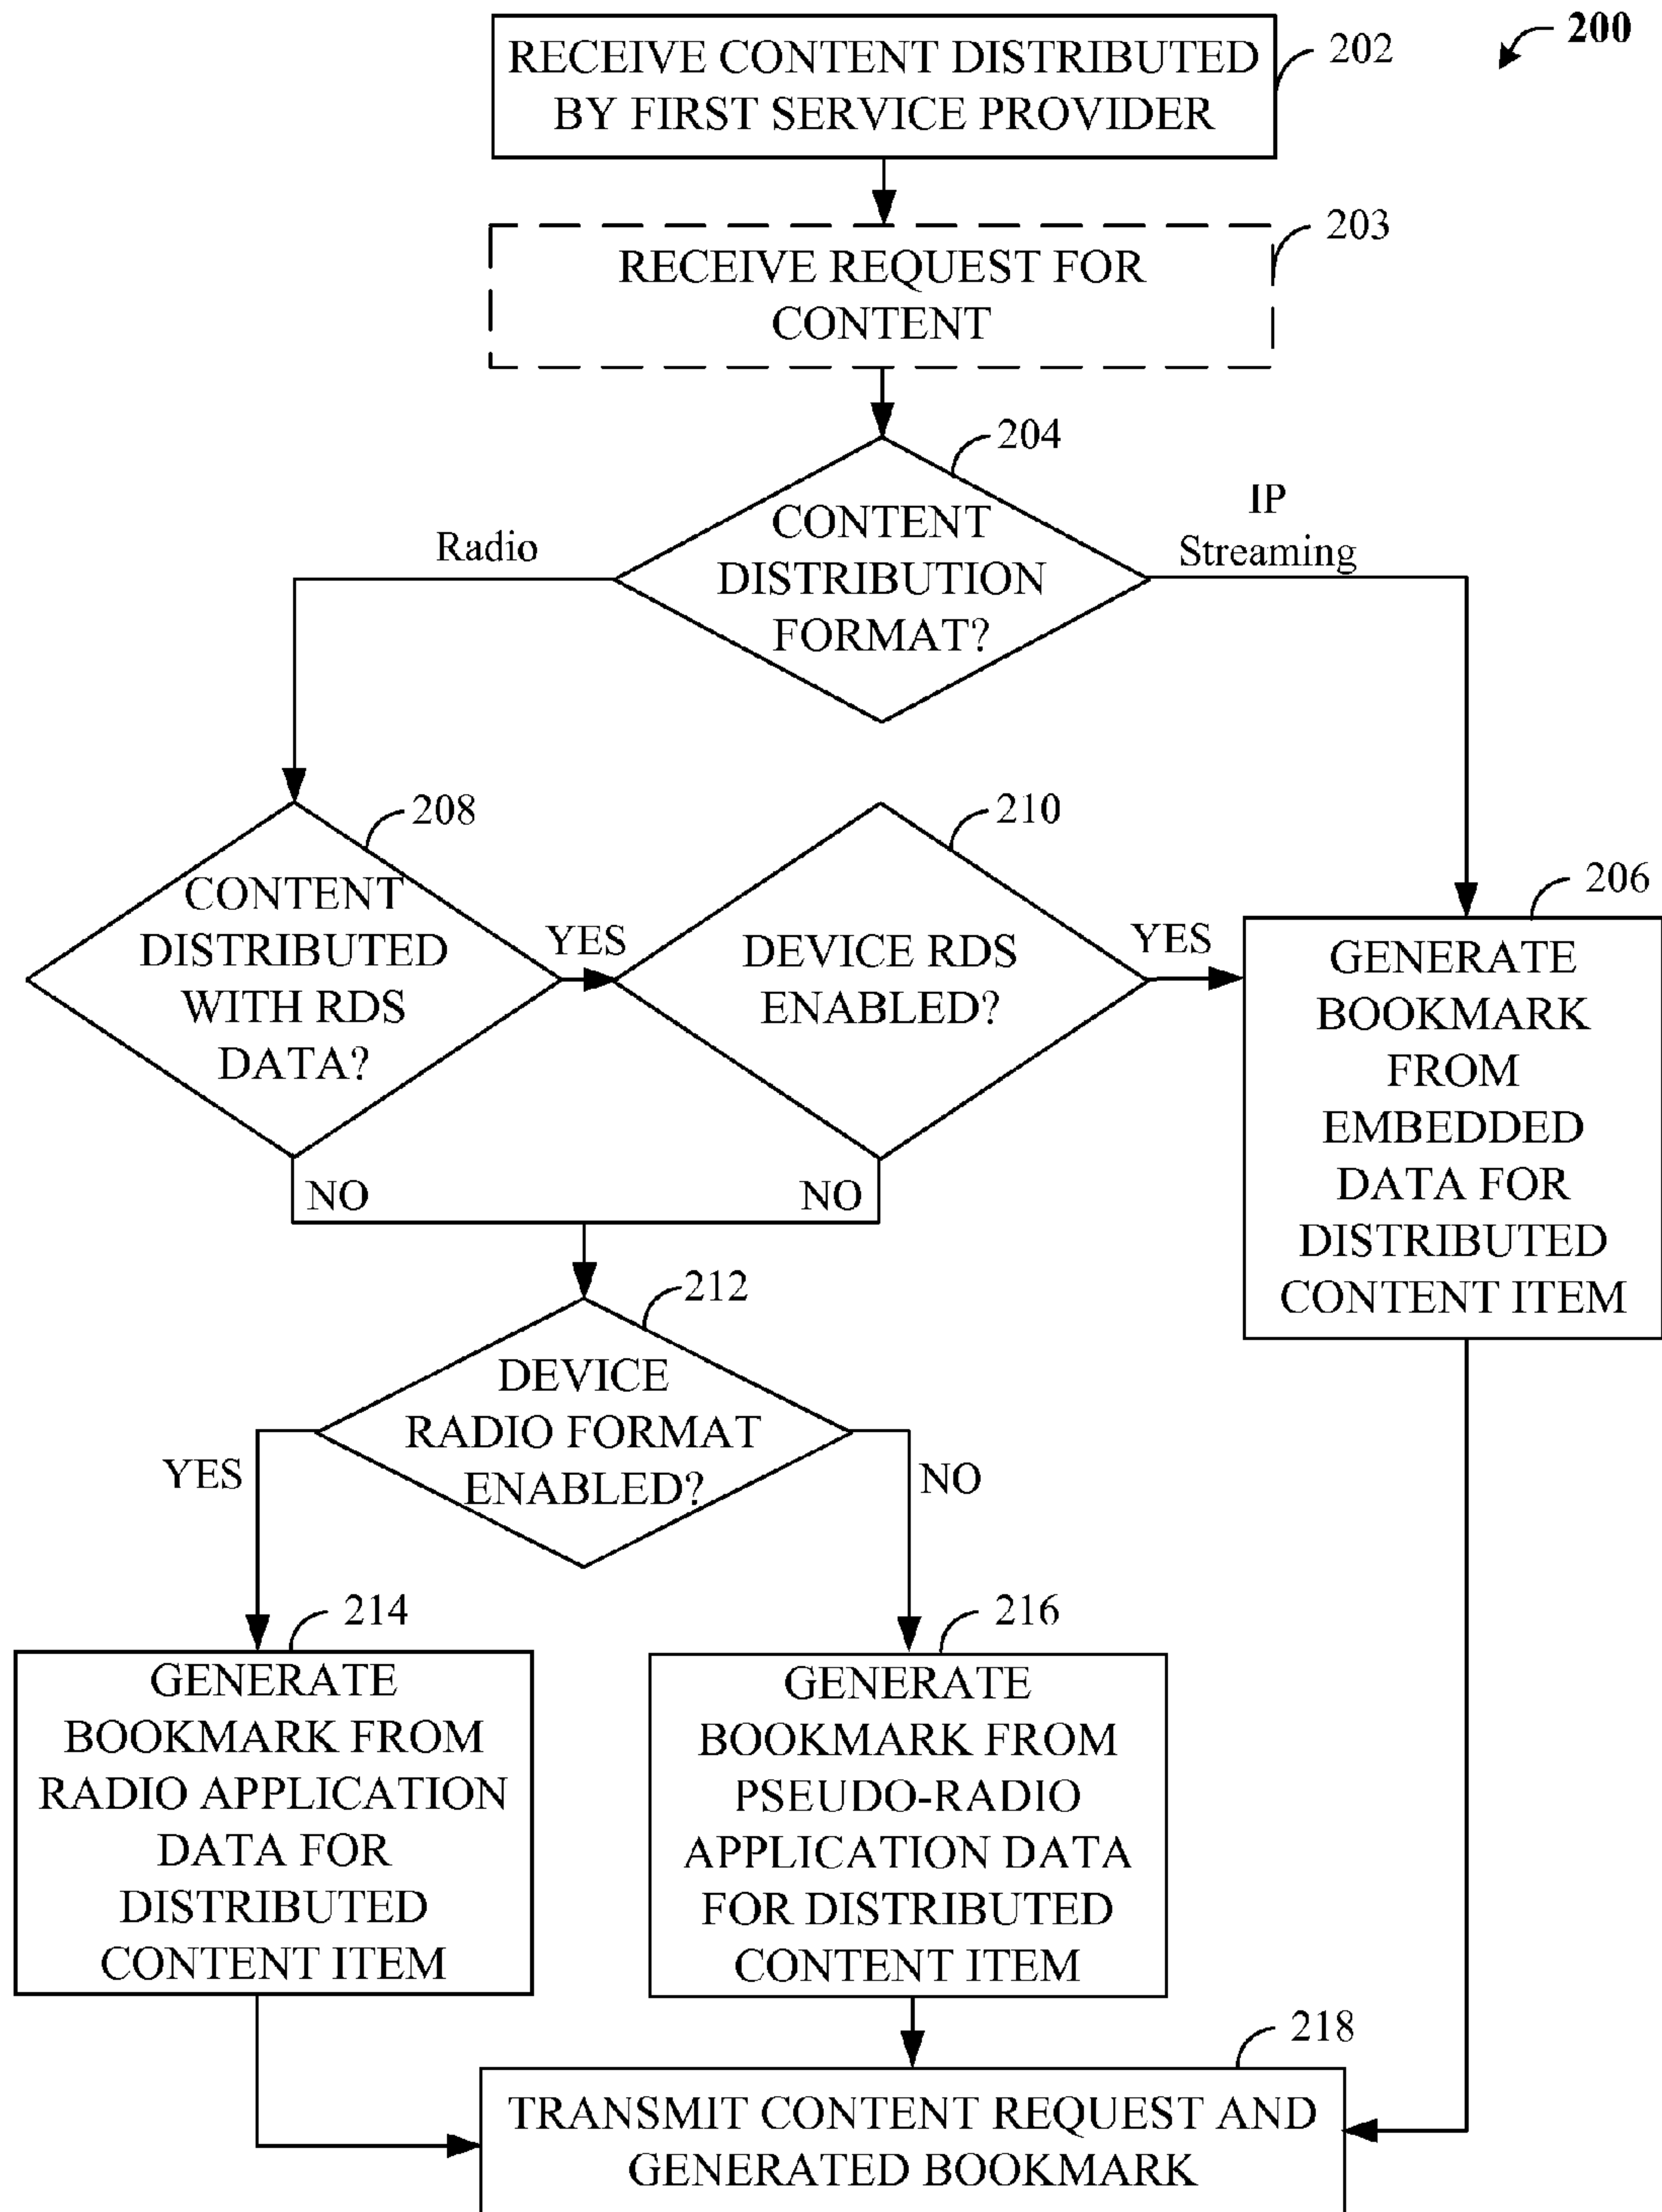 200
RECEIVE CONTENT DISTRIBUTED
BY FIRST SERVICE PROVIDER
202
RECEIVE REQUEST FOR
CONTENT
203
204
CONTENT
DISTRIBUTION
FORMAT?
Radio
IP
Streaming
208
CONTENT
DISTRIBUTED
WITH RDS
DATA?
YES
NO
210
DEVICE RDS
ENABLED?
YES
NO
206
GENERATE
BOOKMARK
FROM
EMBEDDED
DATA FOR
DISTRIBUTED
CONTENT ITEM
212
DEVICE
RADIO FORMAT
ENABLED?
YES
NO
214
GENERATE
BOOKMARK FROM
RADIO APPLICATION
DATA FOR
DISTRIBUTED
CONTENT ITEM
216
GENERATE
BOOKMARK FROM
PSEUDO-RADIO
APPLICATION DATA
FOR DISTRIBUTED
CONTENT ITEM
218
TRANSMIT CONTENT REQUEST AND
GENERATED BOOKMARK